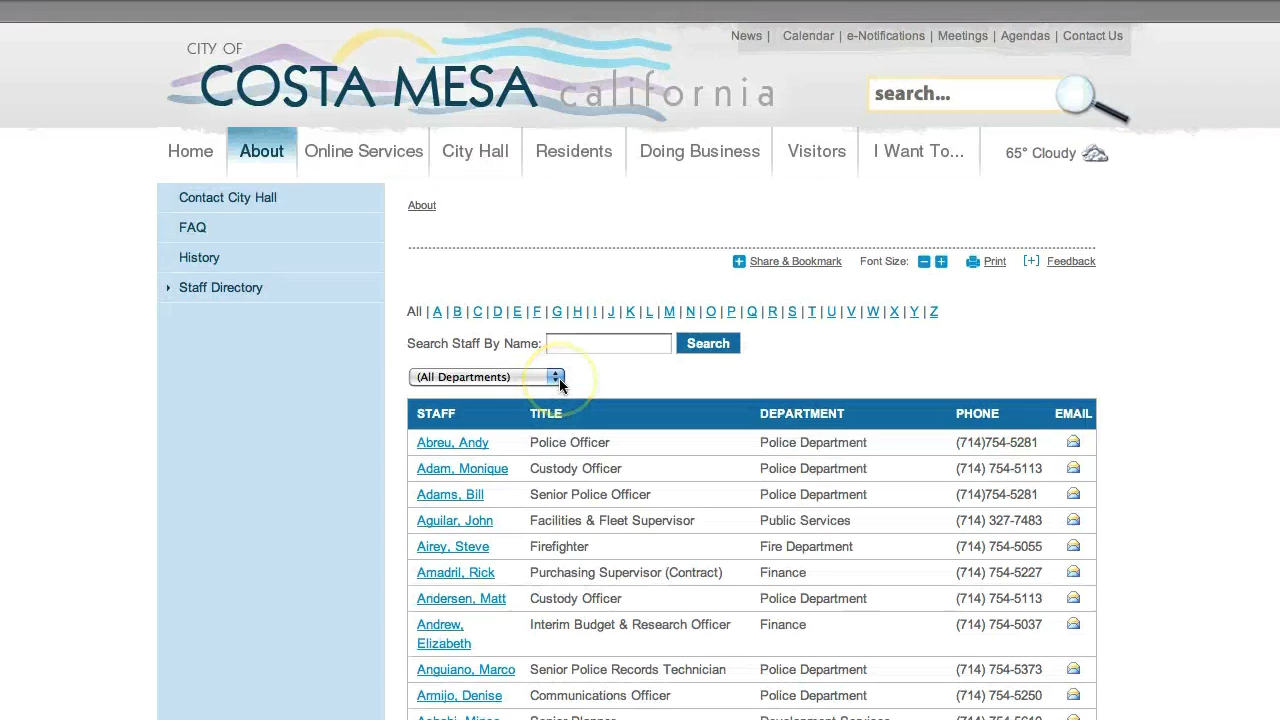 News | Calendar | e-Notifications | Meetings | Agendas | Contact Us
CITY OF
COSTA MESA california
search...
Home About Online Services City Hall Residents Doing Business Visitors I Want To... 65° Cloudy
Contact City Hall
FAQ
History
Staff Directory
About
Share & Bookmark Font Size: Print [+] Feedback
All | A | B | C | D | E | F | G | H | I | J | K | L | M | N | O | P | Q | R | S | T | U | V | W | X | Y | Z
Search Staff By Name: Search
(All Departments)
STAFF TITLE DEPARTMENT PHONE EMAIL
Abreu, Andy Police Officer Police Department (714)754-5281
Adam, Monique Custody Officer Police Department (714) 754-5113
Adams, Bill Senior Police Officer Police Department (714)754-5281
Aguilar, John Facilities & Fleet Supervisor Public Services (714) 327-7483
Airey, Steve Firefighter Fire Department (714) 754-5055
Amadril, Rick Purchasing Supervisor (Contract) Finance (714) 754-5227
Andersen, Matt Custody Officer Police Department (714) 754-5113
Andrew, Interim Budget & Research Officer Finance (714) 754-5037
Elizabeth
Anguiano, Marco Senior Police Records Technician Police Department (714) 754-5373
Armijo, Denise Communications Officer Police Department (714) 754-5250